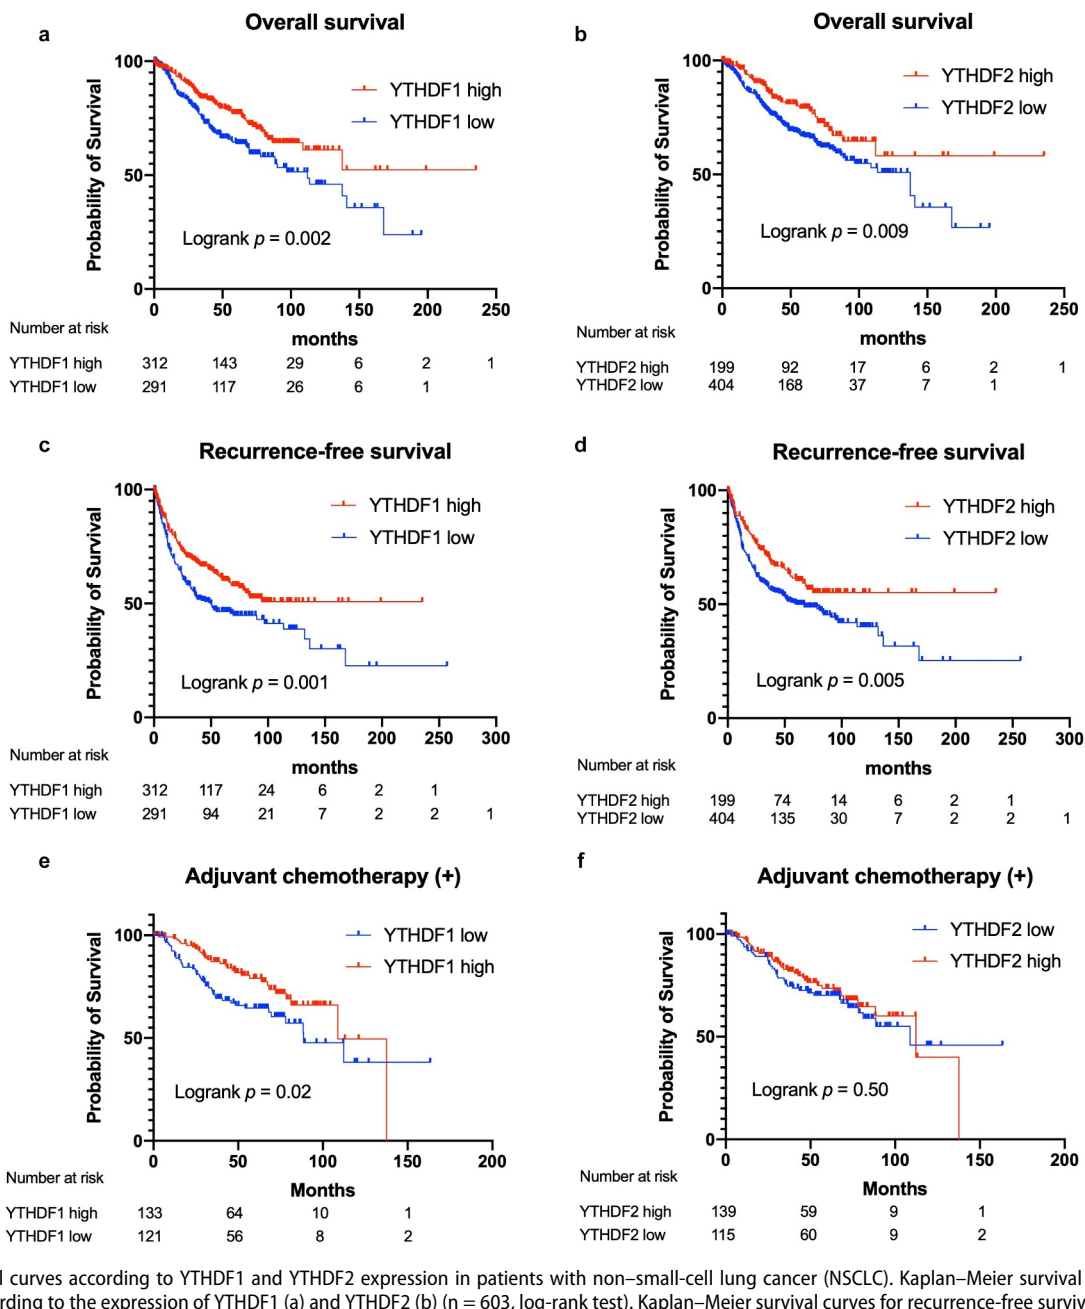 a
Overall survival
100
50
0
Probability of Survival
YTHDF1 high
YTHDF1 low
Logrank p = 0.002
0 50 100 150 200 250
months
Number at risk
YTHDF1 high 312 143 29 6 2 1
YTHDF1 low 291 117 26 6 1
b
Overall survival
100
50
0
Probability of Survival
YTHDF2 high
YTHDF2 low
Logrank p = 0.009
0 50 100 150 200 250
months
Number at risk
YTHDF2 high 199 92 17 6 2 1
YTHDF2 low 404 168 37 7 1
c
Recurrence-free survival
100
50
0
Probability of Survival
YTHDF1 high
YTHDF1 low
Logrank p = 0.001
0 50 100 150 200 250 300
months
Number at risk
YTHDF1 high 312 117 24 6 2 1
YTHDF1 low 291 94 21 7 2 2 1
d
Recurrence-free survival
100
50
0
Probability of Survival
YTHDF2 high
YTHDF2 low
Logrank p = 0.005
0 50 100 150 200 250 300
months
Number at risk
YTHDF2 high 199 74 14 6 2 1
YTHDF2 low 404 135 30 7 2 2 1
e
Adjuvant chemotherapy (+)
100
50
0
Probability of Survival
YTHDF1 low
YTHDF1 high
Logrank p = 0.02
0 50 100 150 200
Months
Number at risk
YTHDF1 high 133 64 10 1
YTHDF1 low 121 56 8 2
f
Adjuvant chemotherapy (+)
100
50
0
Probability of Survival
YTHDF2 low
YTHDF2 high
Logrank p = 0.50
0 50 100 150 200
Months
Number at risk
YTHDF2 high 139 59 9 1
YTHDF2 low 115 60 9 2
l curves according to YTHDF1 and YTHDF2 expression in patients with non–small-cell lung cancer (NSCLC). Kaplan–Meier survival
rding to the expression of YTHDF1 (a) and YTHDF2 (b) (n = 603, log-rank test). Kaplan–Meier survival curves for recurrence-free surviv